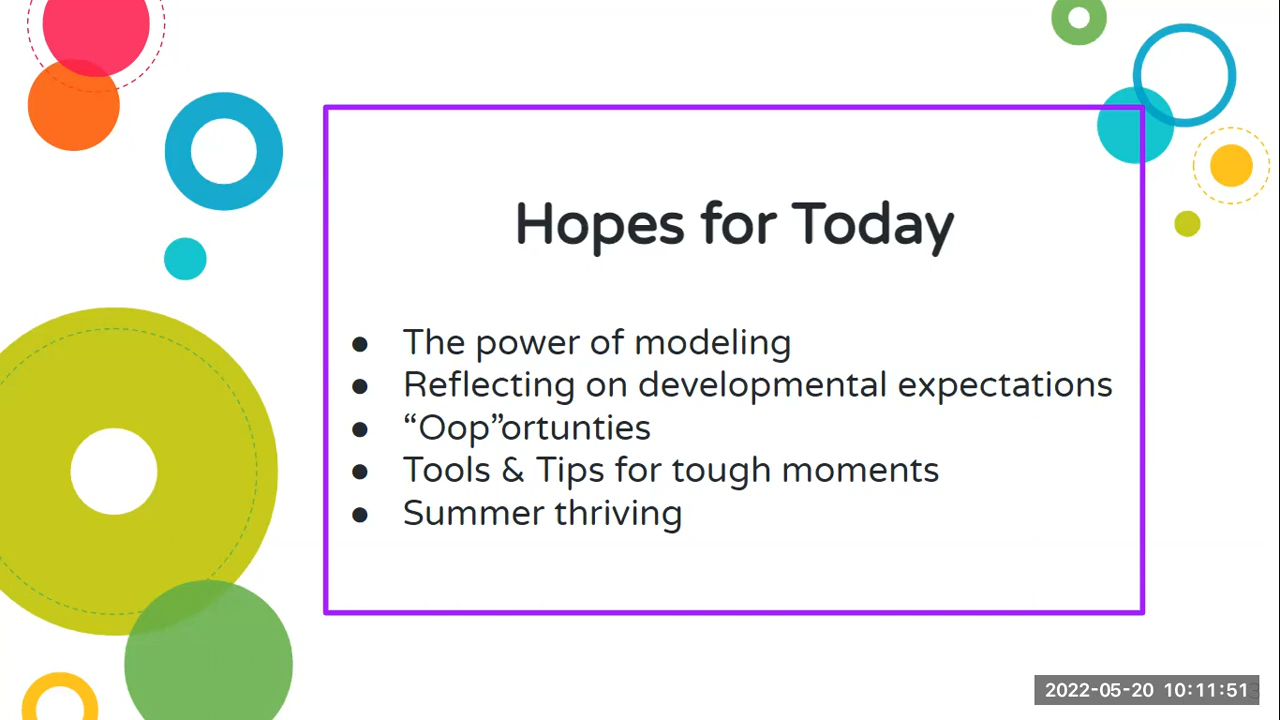 Hopes for Today
● The power of modeling
● Reflecting on developmental expectations
● “Oop”ortunties
● Tools & Tips for tough moments
● Summer thriving
2022-05-20 10:11:51